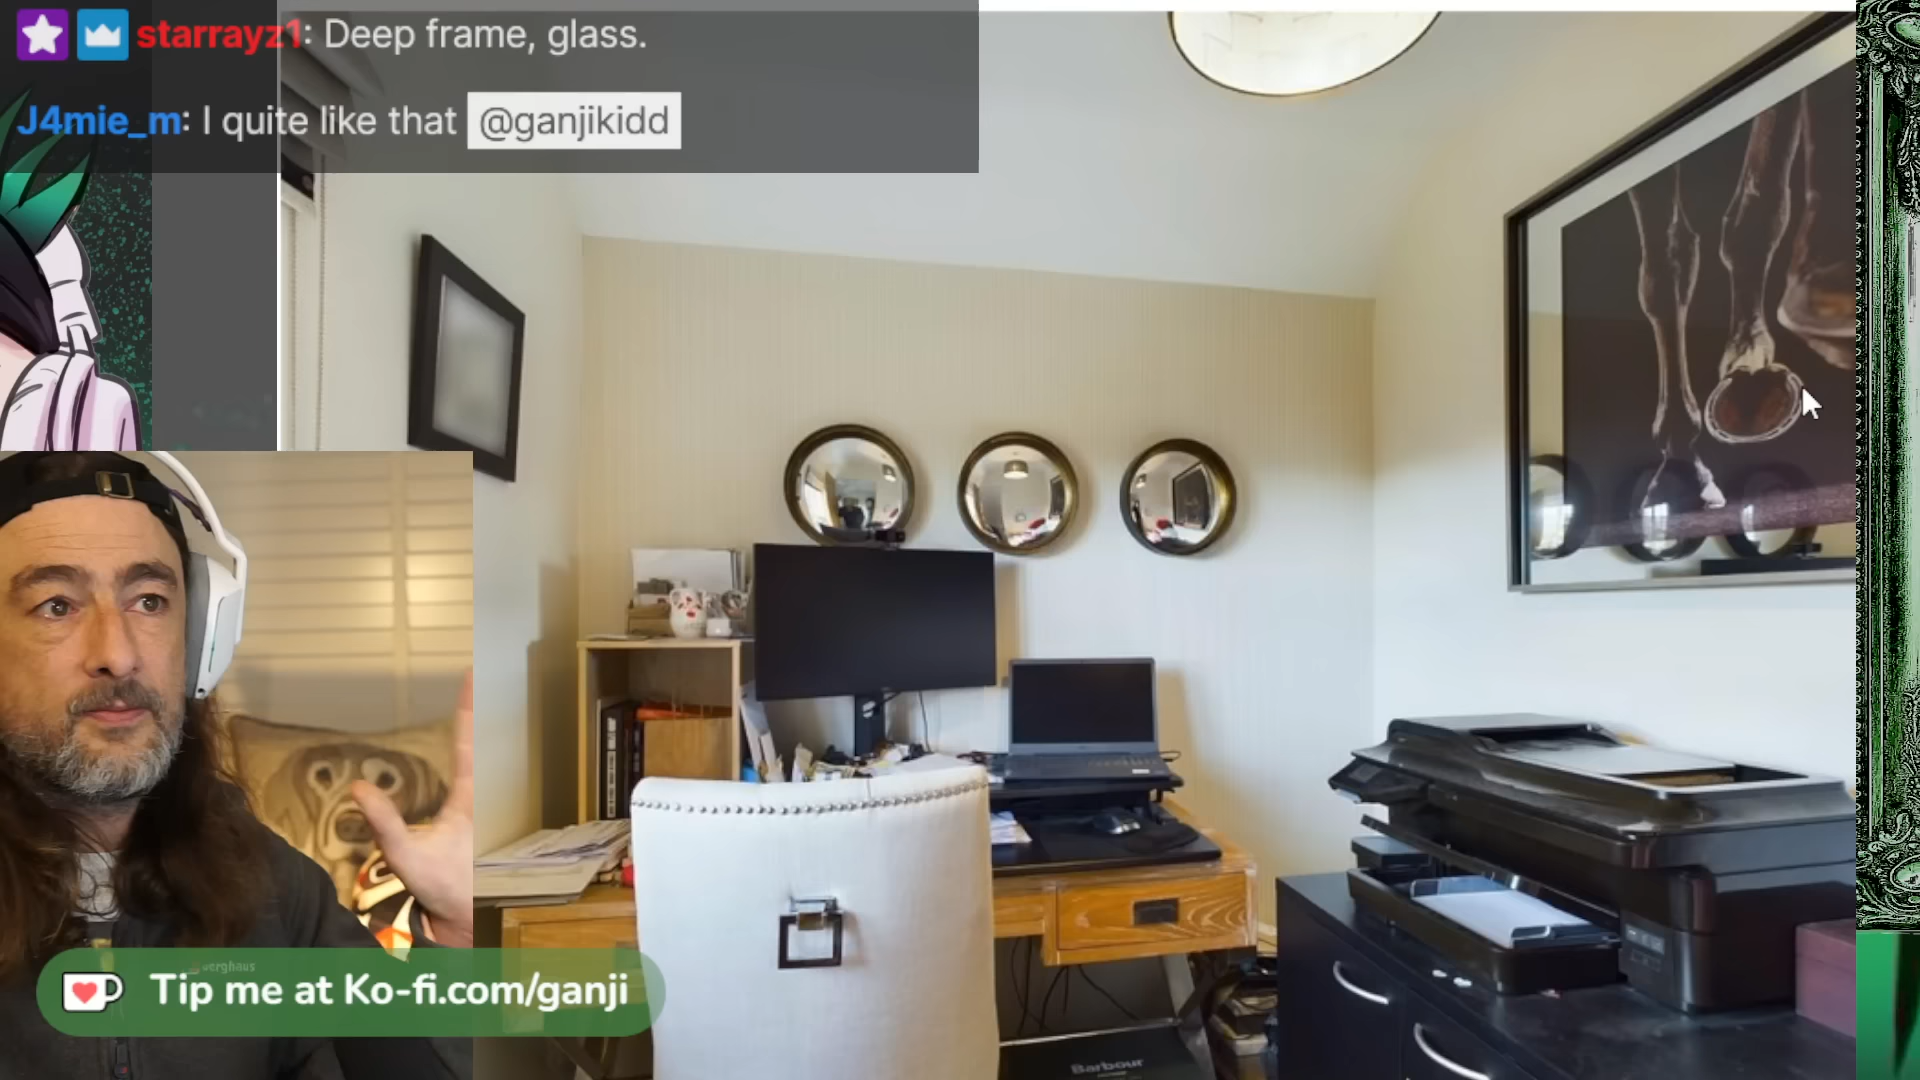 starrayz1: Deep frame, glass.
J4mie_m: I quite like that @ganjikidd
Tip me at Ko-fi.com/ganji
Barbour